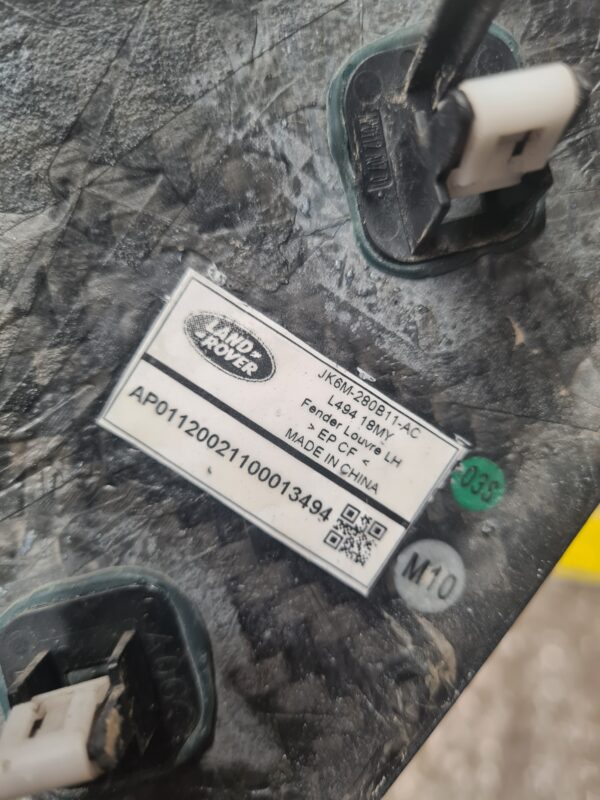 LAND-
-ROVER
JK6M-280B11-AC
L494 18MY
Fender Louvre LH
> EP CF <
MADE IN CHINA
AP01120021100013494
03S
M10